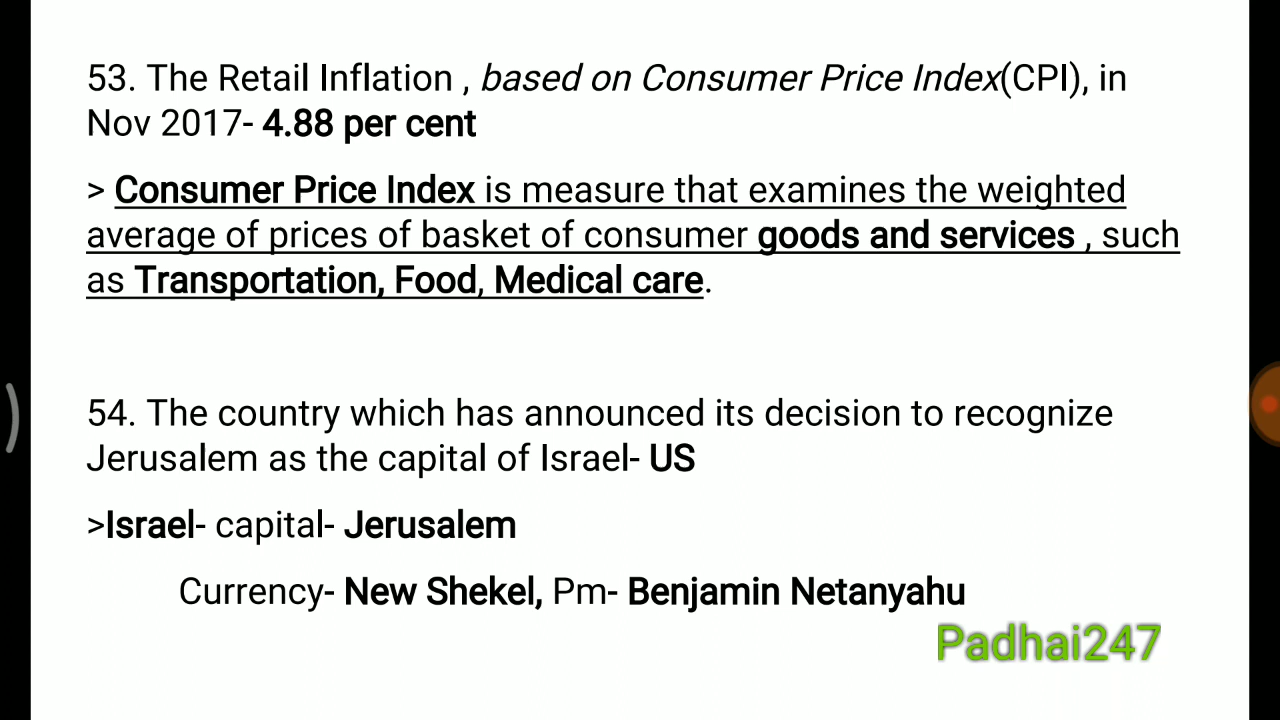 53. The Retail Inflation , based on Consumer Price Index(CPI), in
Nov 2017- 4.88 per cent
> Consumer Price Index is measure that examines the weighted
average of prices of basket of consumer goods and services , such
as Transportation, Food, Medical care.
54. The country which has announced its decision to recognize
Jerusalem as the capital of Israel- US
>Israel- capital- Jerusalem
Currency- New Shekel, Pm- Benjamin Netanyahu
Padhai247